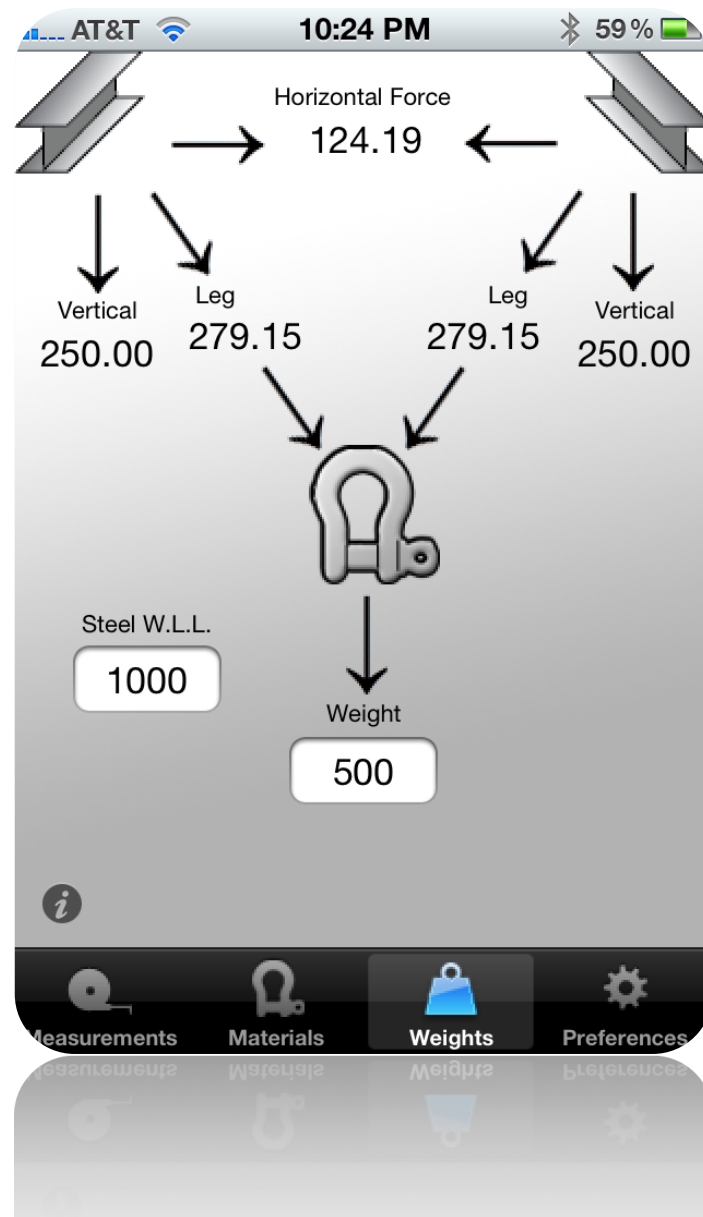 AT&T 10:24 PM 59%
Horizontal Force
124.19
Vertical Leg Leg Vertical
250.00 279.15 279.15 250.00
Steel W.L.L.
1000
Weight
500
i
Measurements Materials Weights Preferences